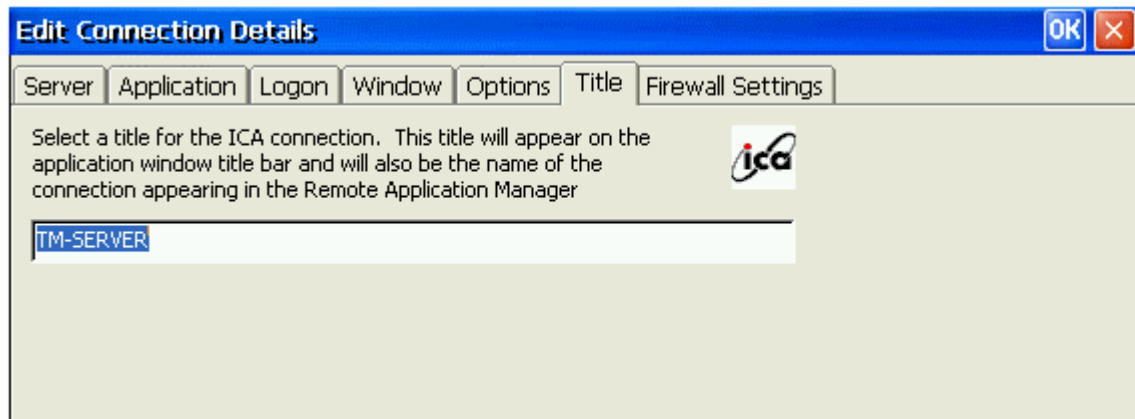 Edit Connection Details OK
Server Application Logon Window Options Title Firewall Settings
Select a title for the ICA connection. This title will appear on the
application window title bar and will also be the name of the
connection appearing in the Remote Application Manager
ica
TM-SERVER